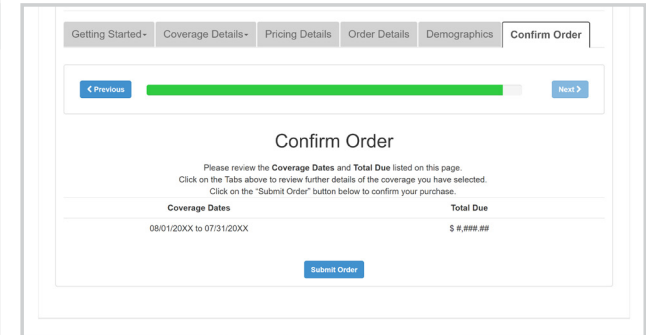 Getting Started Coverage Details Pricing Details Order Details Demographics Confirm Order
Previous Next
Confirm Order
Please review the Coverage Dates and Total Due listed on this page.
Click on the Tabs above to review further details of the coverage you have selected.
Click on the "Submit Order" button below to confirm your purchase.
Coverage Dates Total Due
08/01/20XX to 07/31/20XX $ #,###.##
Submit Order